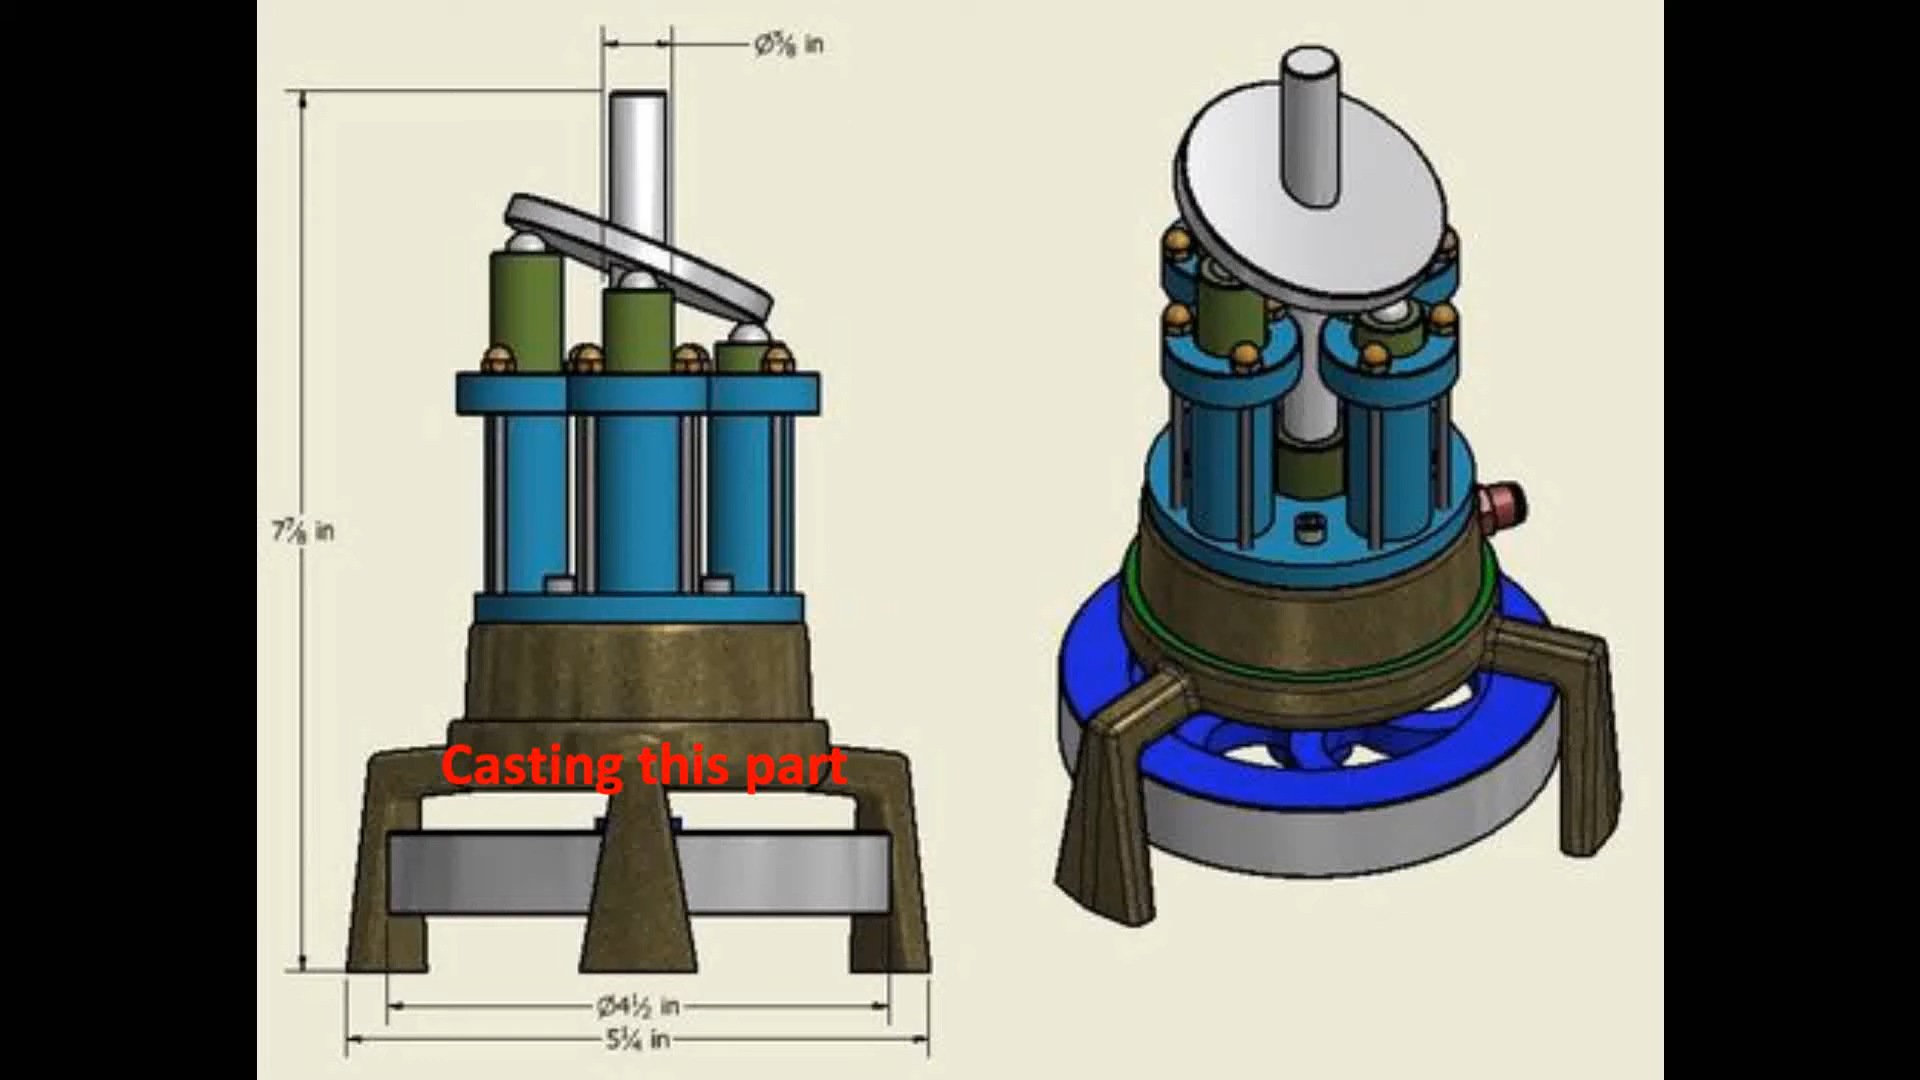 Ø⅝ in
7⅞ in
Casting this part
Ø4½ in
5¼ in